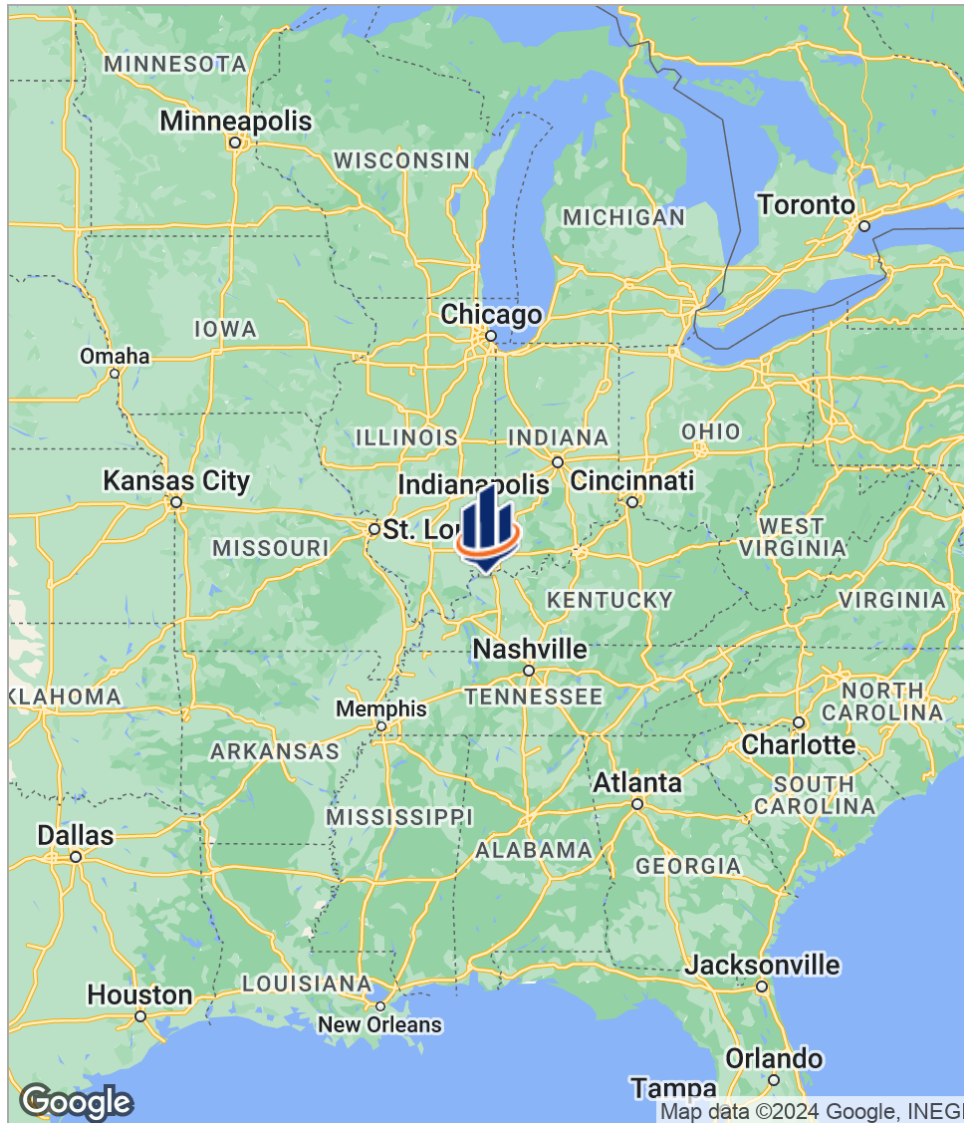 MINNESOTA
Minneapolis
WISCONSIN
MICHIGAN
Toronto
Chicago
IOWA
Omaha
ILLINOIS
INDIANA
OHIO
Kansas City
Indianapolis
Cincinnati
St. Lou
MISSOURI
WEST
VIRGINIA
KENTUCKY
VIRGINIA
Nashville
KLAHOMA
TENNESSEE
NORTH
CAROLINA
Memphis
Charlotte
ARKANSAS
Atlanta
SOUTH
CAROLINA
MISSISSIPPI
Dallas
ALABAMA
GEORGIA
Jacksonville
LOUISIANA
Houston
New Orleans
Orlando
Tampa
Google
Map data ©2024 Google, INEGI